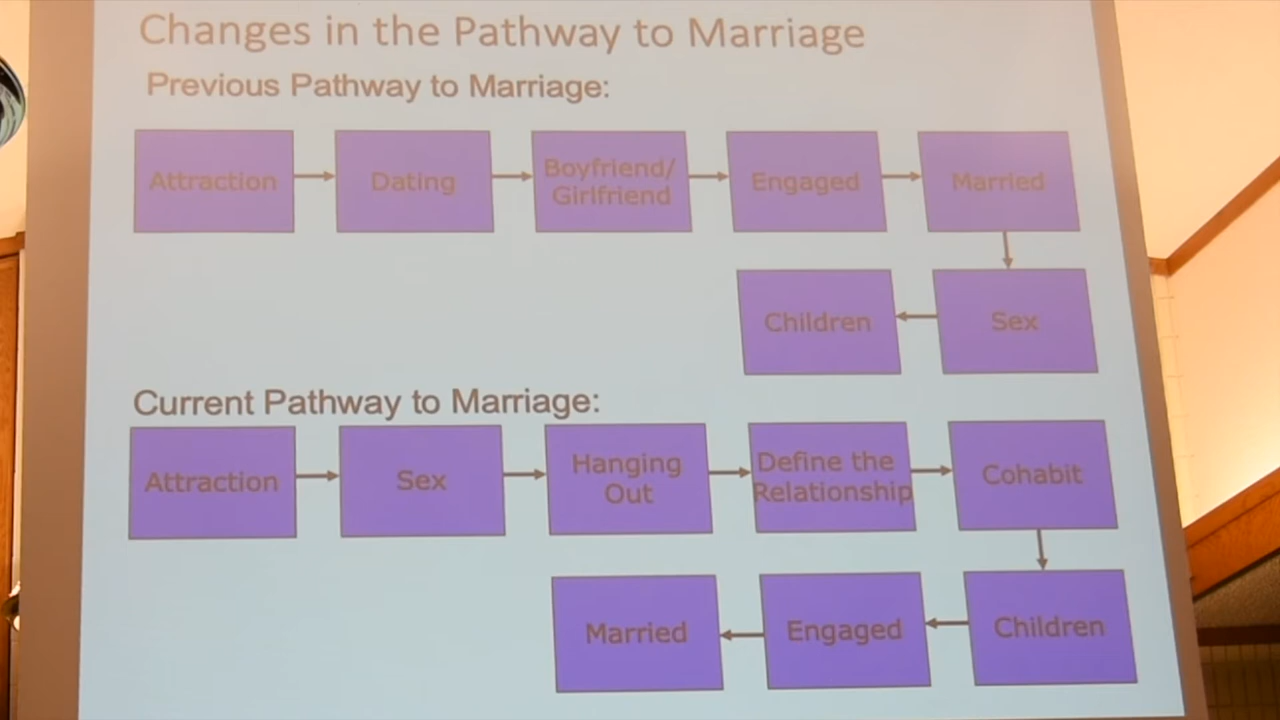 Changes in the Pathway to Marriage
Previous Pathway to Marriage:
Attraction
Dating
Boyfriend/
Girlfriend
Engaged
Married
Sex
Children
Current Pathway to Marriage:
Attraction
Sex
Hanging
Out
Define the
Relationship
Cohabit
Children
Engaged
Married